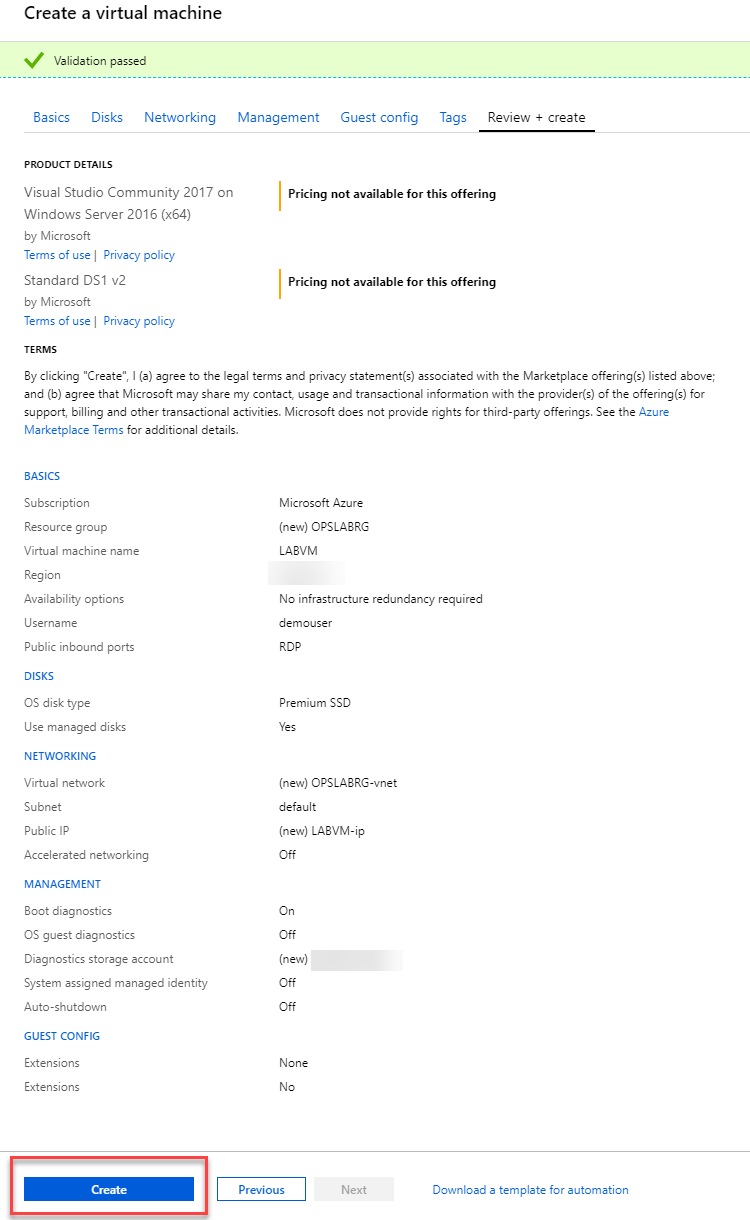 Create a virtual machine
Validation passed
Basics Disks Networking Management Guest config Tags Review + create
PRODUCT DETAILS
Visual Studio Community 2017 on
Windows Server 2016 (x64)
Pricing not available for this offering
by Microsoft
Terms of use | Privacy policy
Standard DS1 v2
Pricing not available for this offering
by Microsoft
Terms of use | Privacy policy
TERMS
By clicking "Create", I (a) agree to the legal terms and privacy statement(s) associated with the Marketplace offering(s) listed above;
and (b) agree that Microsoft may share my contact, usage and transactional information with the provider(s) of the offering(s) for
support, billing and other transactional activities. Microsoft does not provide rights for third-party offerings. See the Azure
Marketplace Terms for additional details.
BASICS
Subscription Microsoft Azure
Resource group (new) OPSLABRG
Virtual machine name LABVM
Region
Availability options No infrastructure redundancy required
Username demouser
Public inbound ports RDP
DISKS
OS disk type Premium SSD
Use managed disks Yes
NETWORKING
Virtual network (new) OPSLABRG-vnet
Subnet default
Public IP (new) LABVM-ip
Accelerated networking Off
MANAGEMENT
Boot diagnostics On
OS guest diagnostics Off
Diagnostics storage account (new)
System assigned managed identity Off
Auto-shutdown Off
GUEST CONFIG
Extensions None
Extensions No
Create Previous Next Download a template for automation